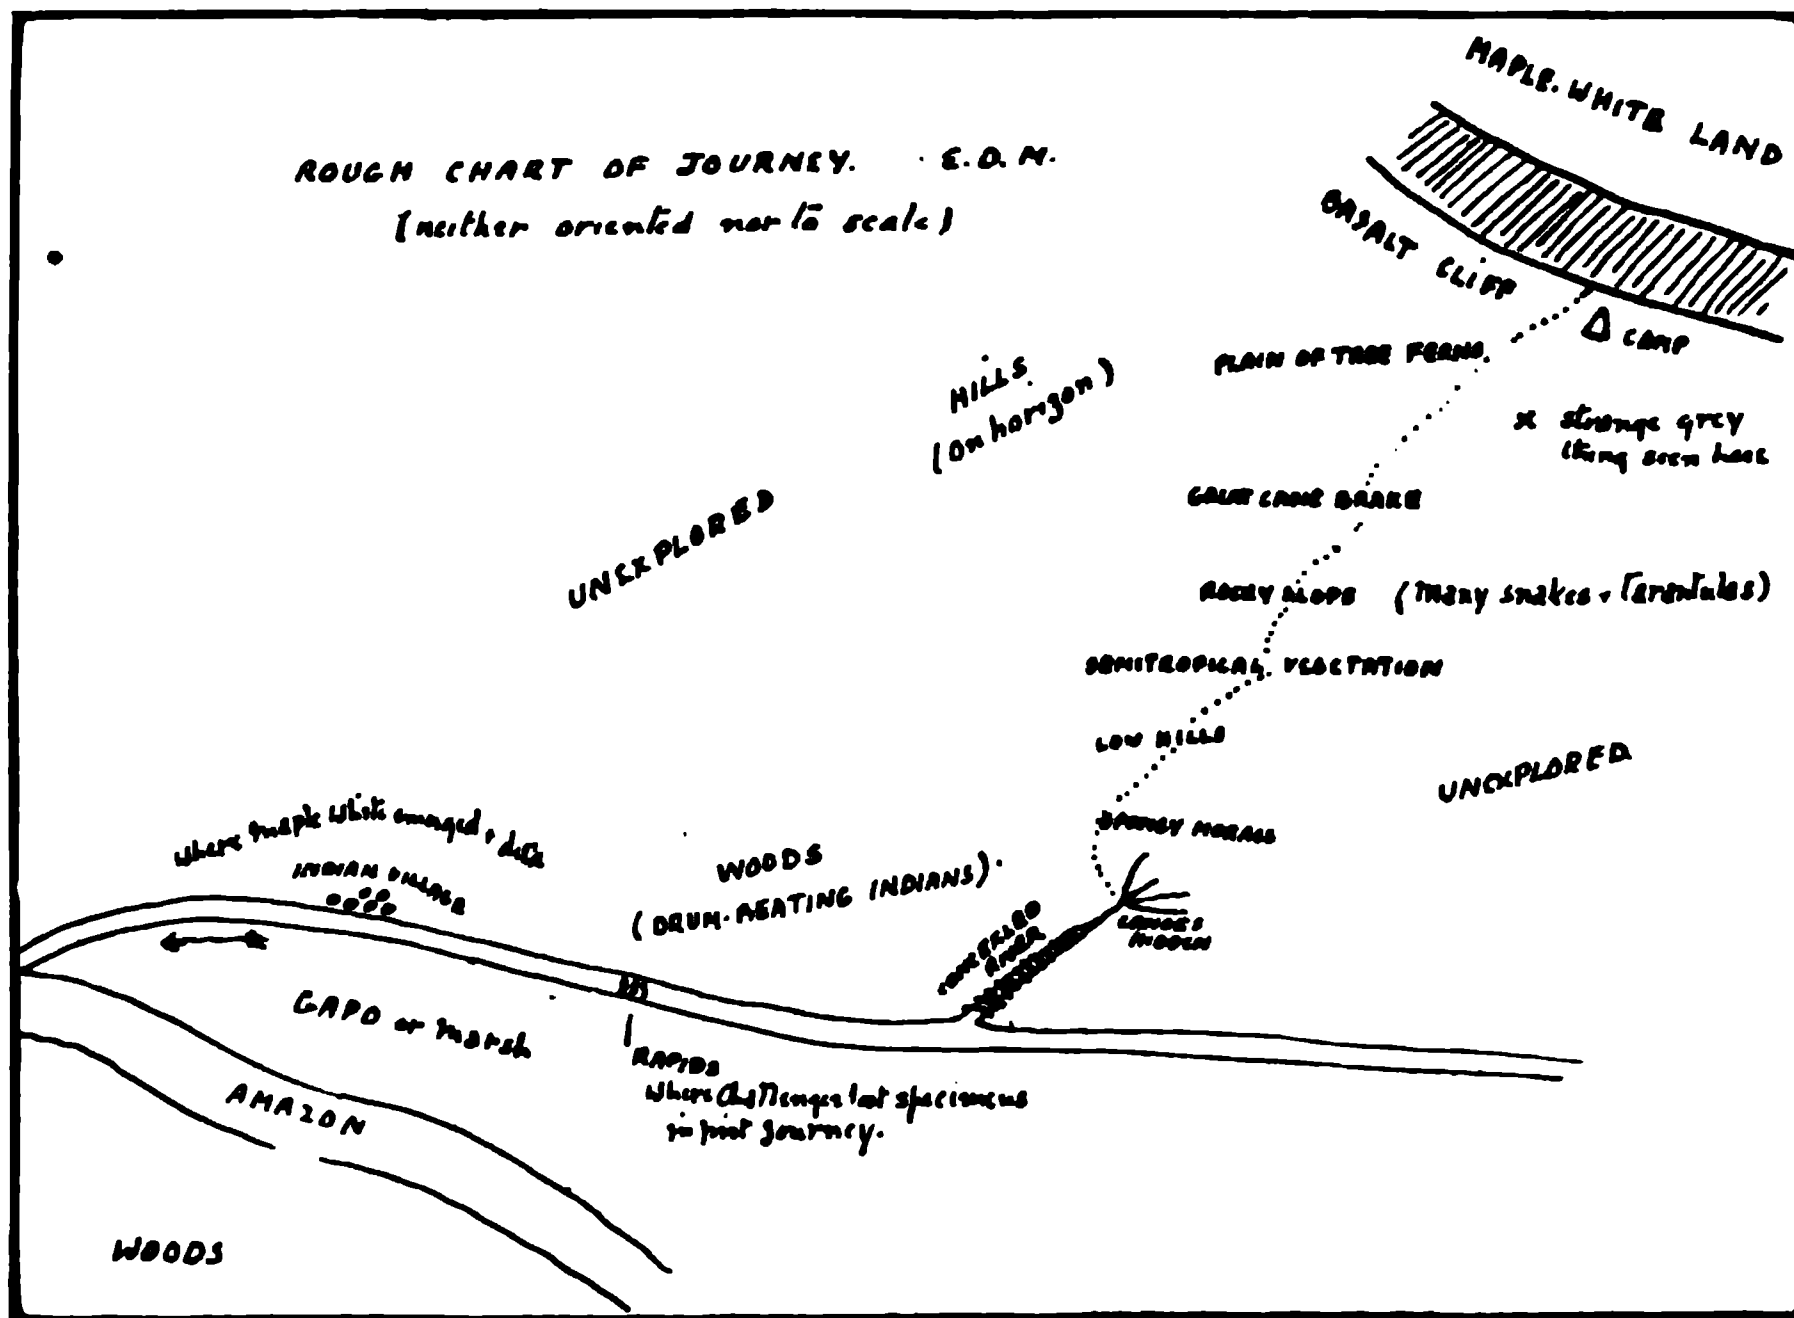 MAPLE. WHITE LAND
ROUGH CHART OF JOURNEY. E.D.M.
(neither oriented nor to scale)
BASALT CLIFF
CAMP
PLAIN OF TREE FERNS.
HILLS.
(On horizon)
x strange grey
thing seen here
GREAT CANE BRAKE
UNEXPLORED
ROCKY SLOPE (Many snakes + Tarantulas)
SEMITROPICAL VEGETATION
LOW HILLS
UNEXPLORED
SPONGY MORASS
Where Maple White emerged + died
INDIAN VILLAGE
WOODS
(DRUM-BEATING INDIANS).
CONCEALED
RIVER
CANOES
HIDDEN
GAPO or Marsh
RAPIDS
Where Challenger lost specimens
in first Journey.
AMAZON
WOODS